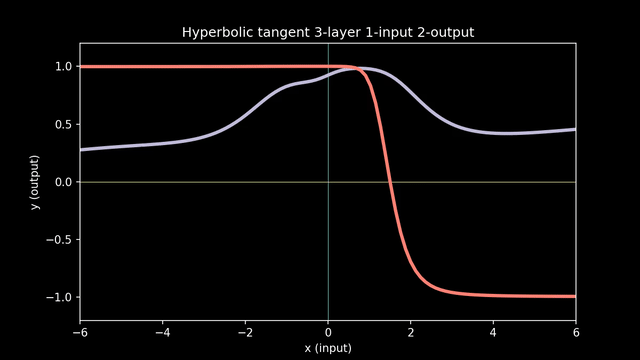 Hyperbolic tangent 3-layer 1-input 2-output
1.0
0.5
0.0
−0.5
−1.0
y (output)
−6 −4 −2 0 2 4 6
x (input)